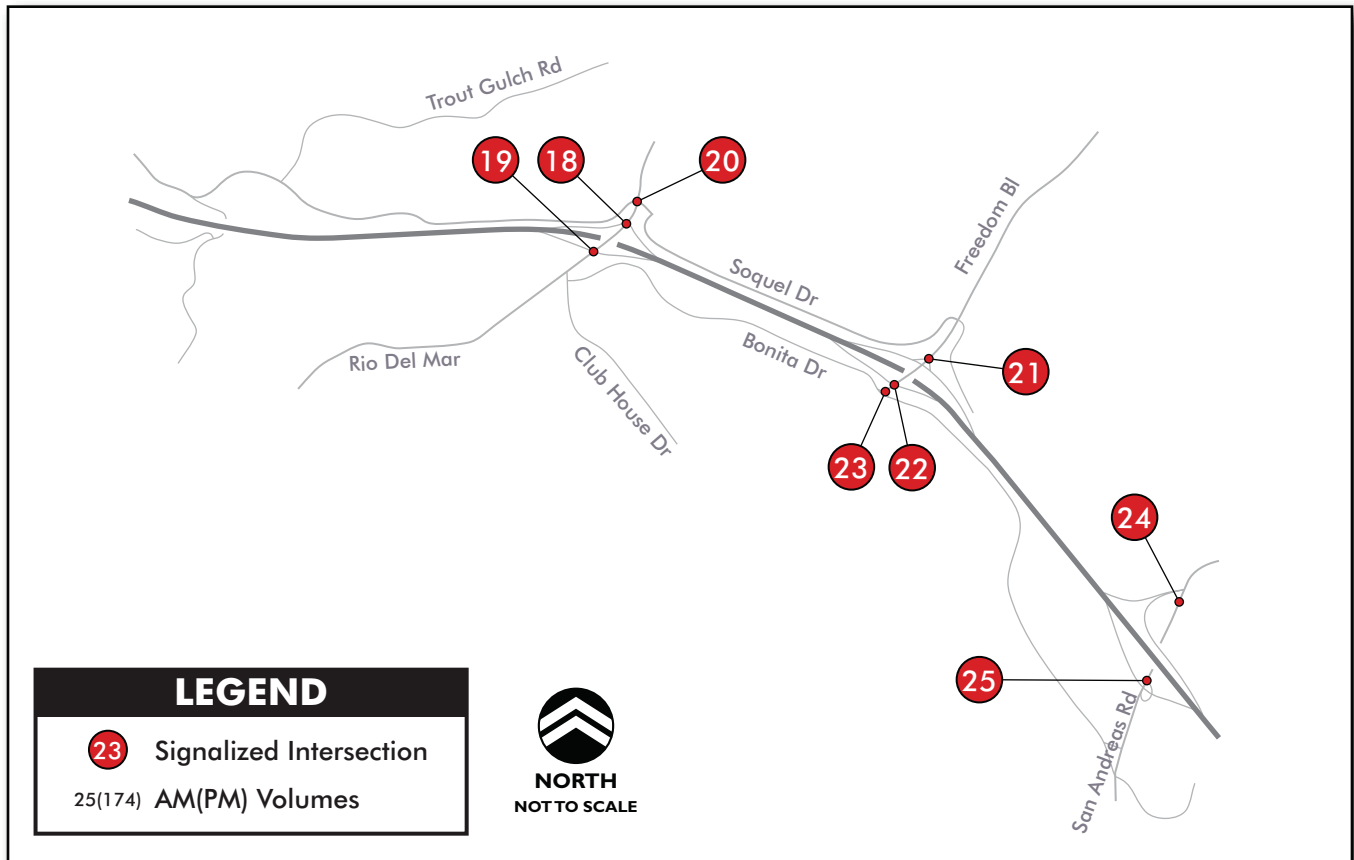 Trout Gulch Rd
19
18
20
Freedom Bl
Soquel Dr
Bonita Dr
Rio Del Mar
Club House Dr
21
23
22
24
25
San Andreas Rd
LEGEND
23 Signalized Intersection
25(174) AM(PM) Volumes
NORTH
NOT TO SCALE